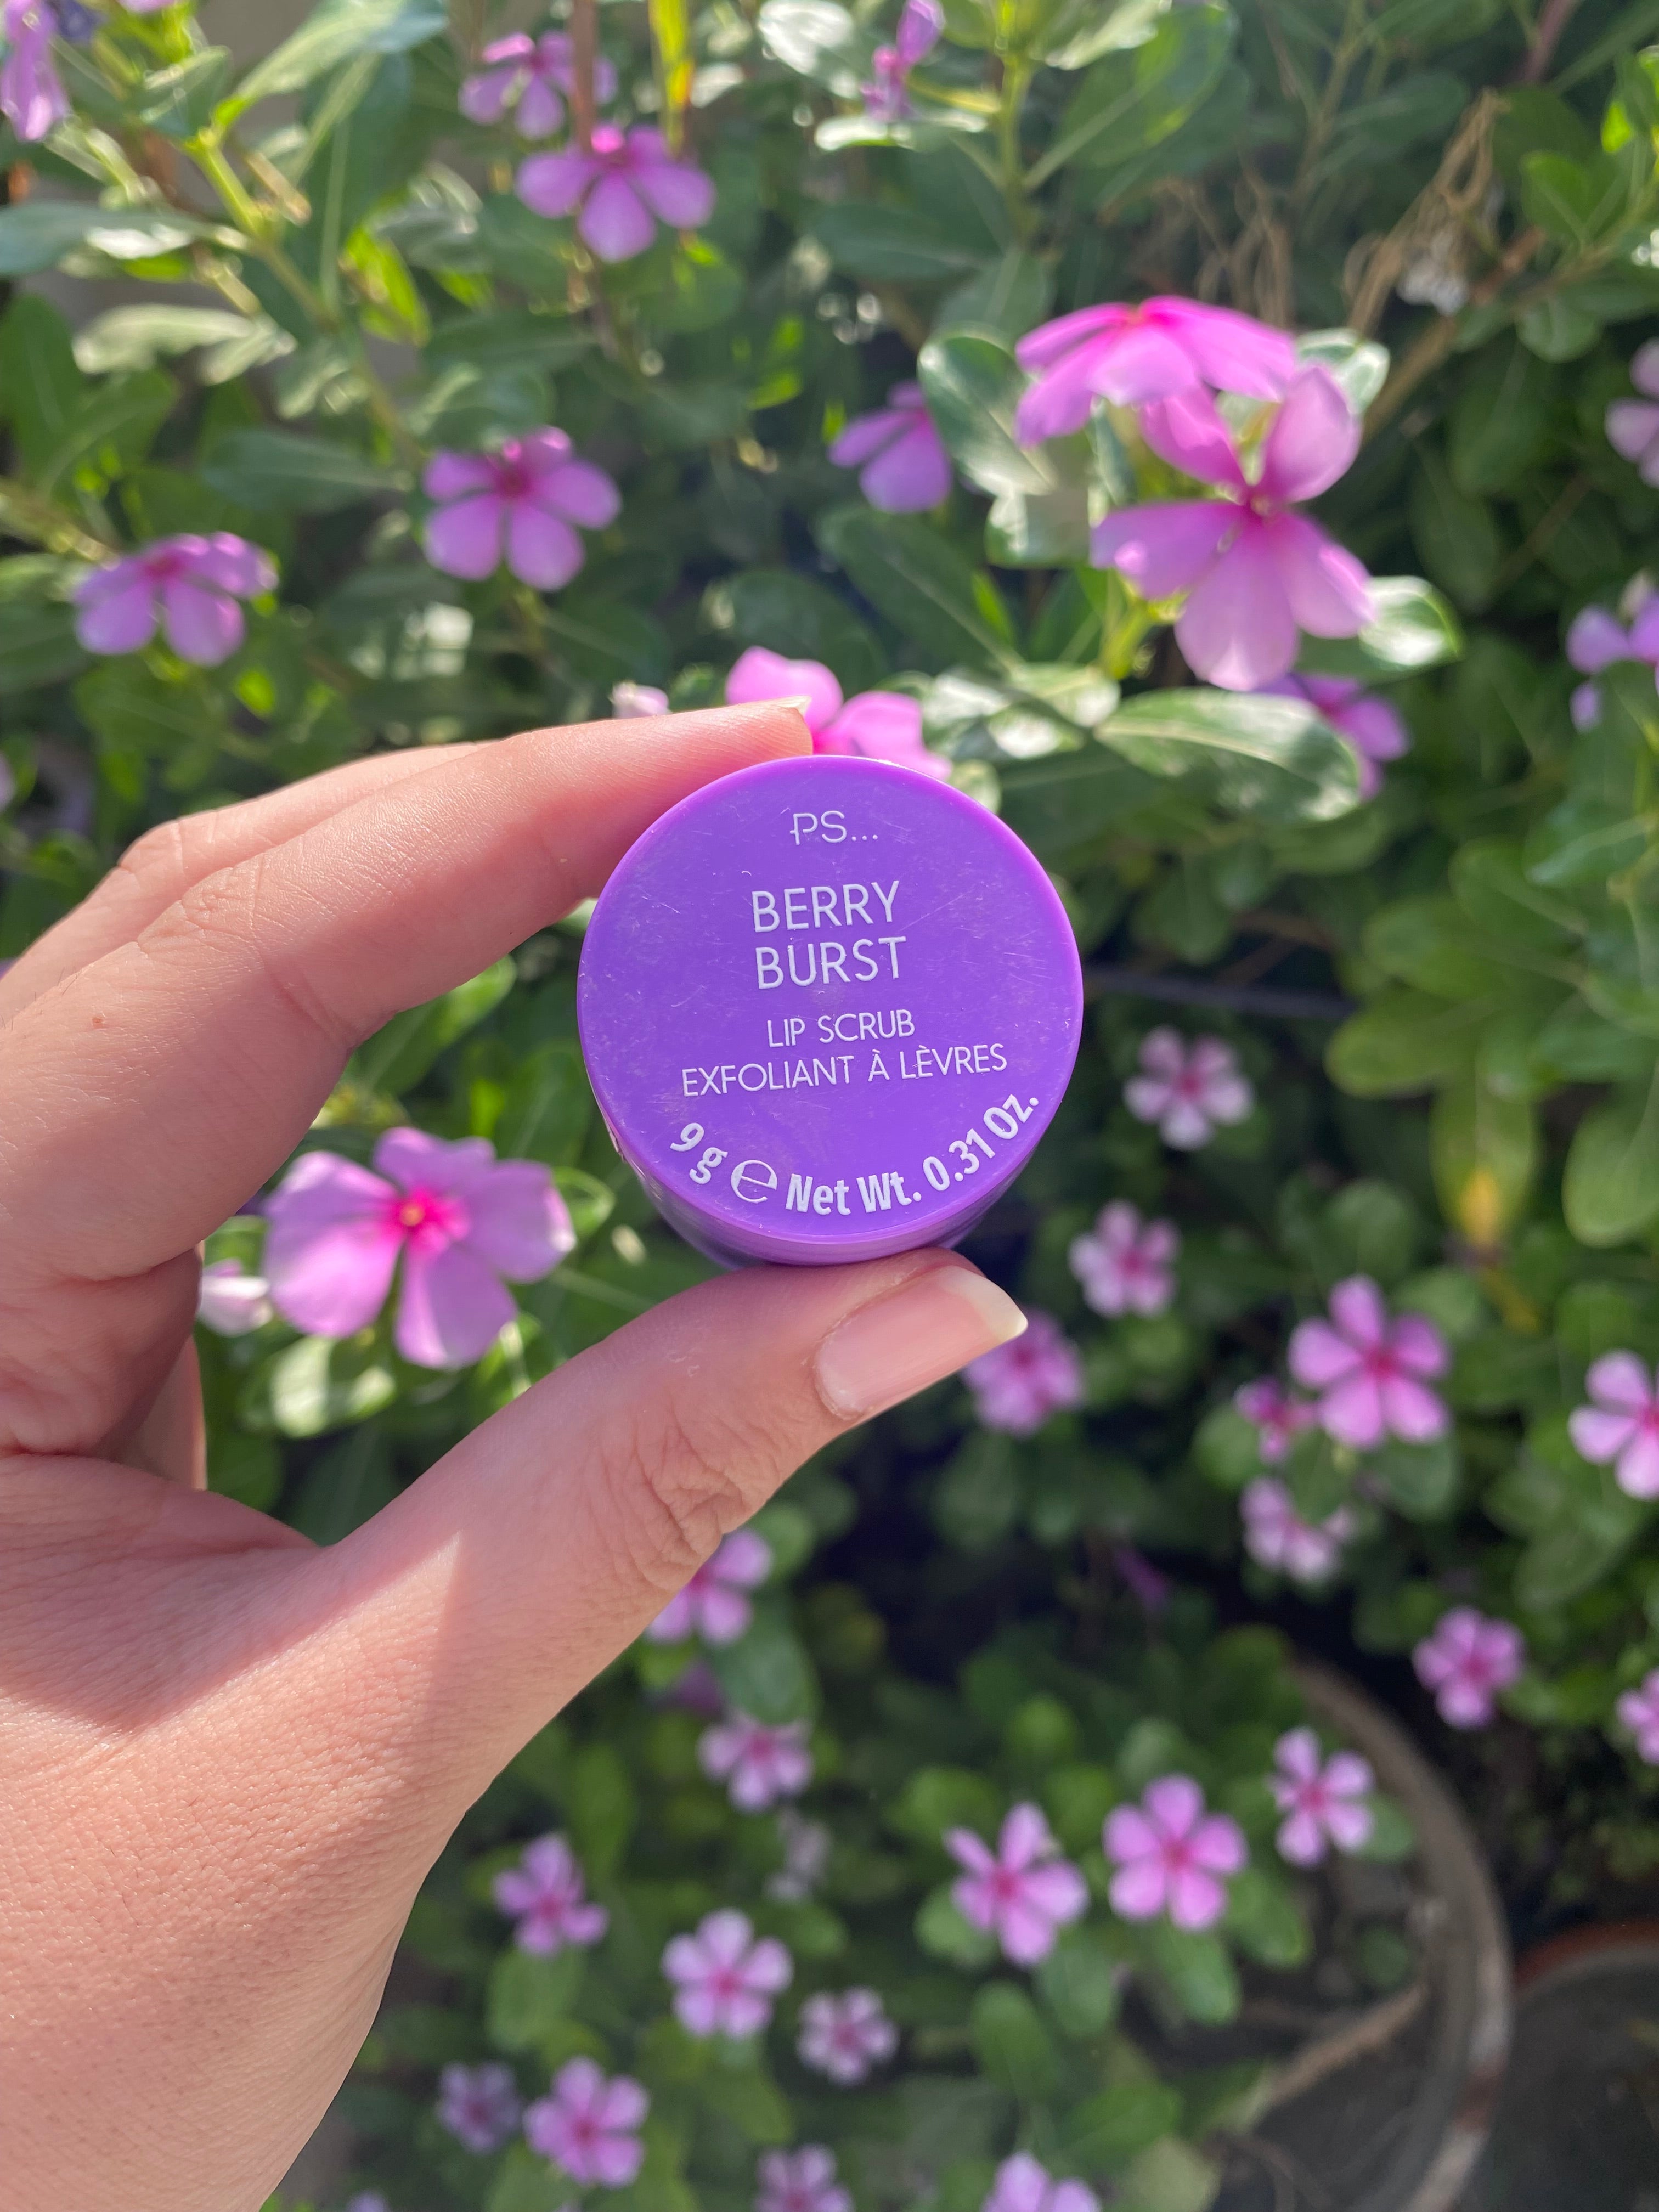 PS...
BERRY
BURST
LIP SCRUB
EXFOLIANT À LÈVRES
9 g ℮ Net Wt. 0.31 Oz.